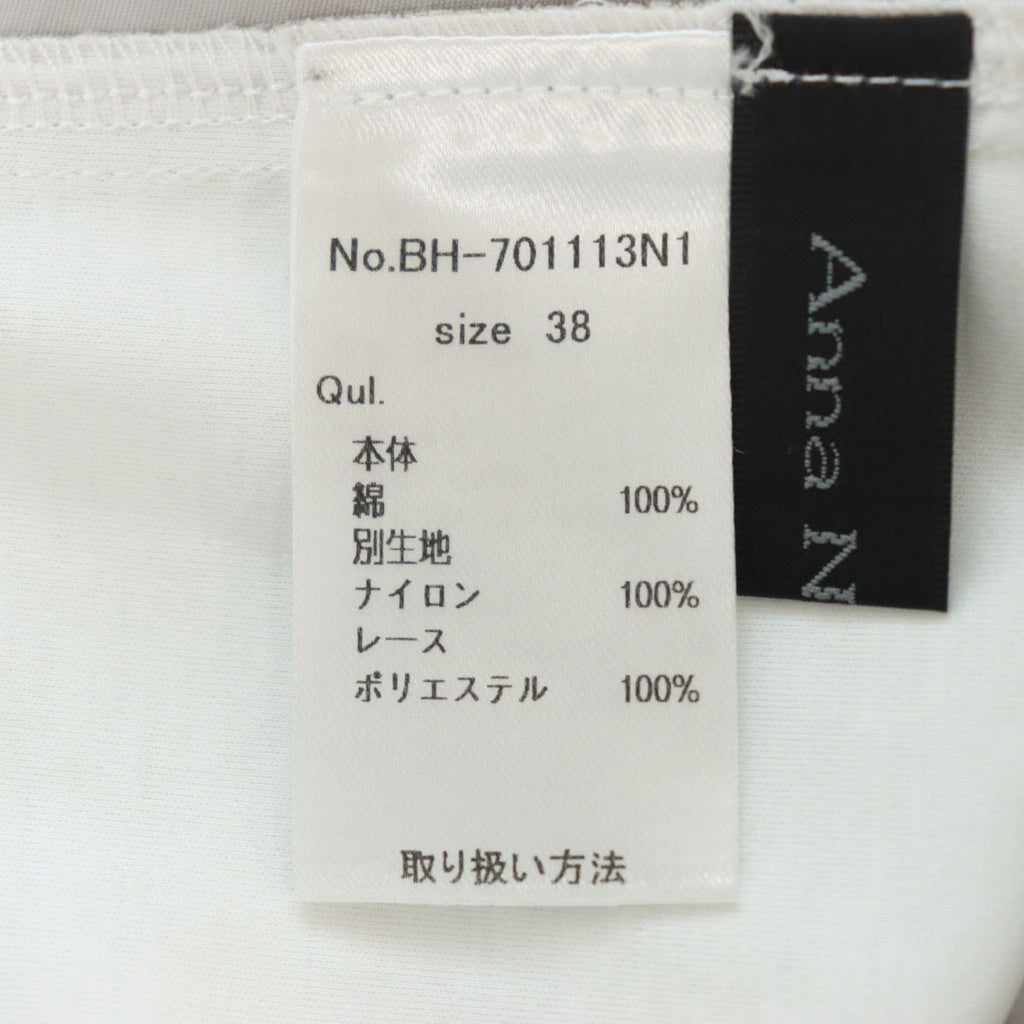 No.BH-701113N1
size 38
Qul.
本体
綿 100%
別生地
ナイロン 100%
レース
ポリエステル 100%
取り扱い方法
Anna N